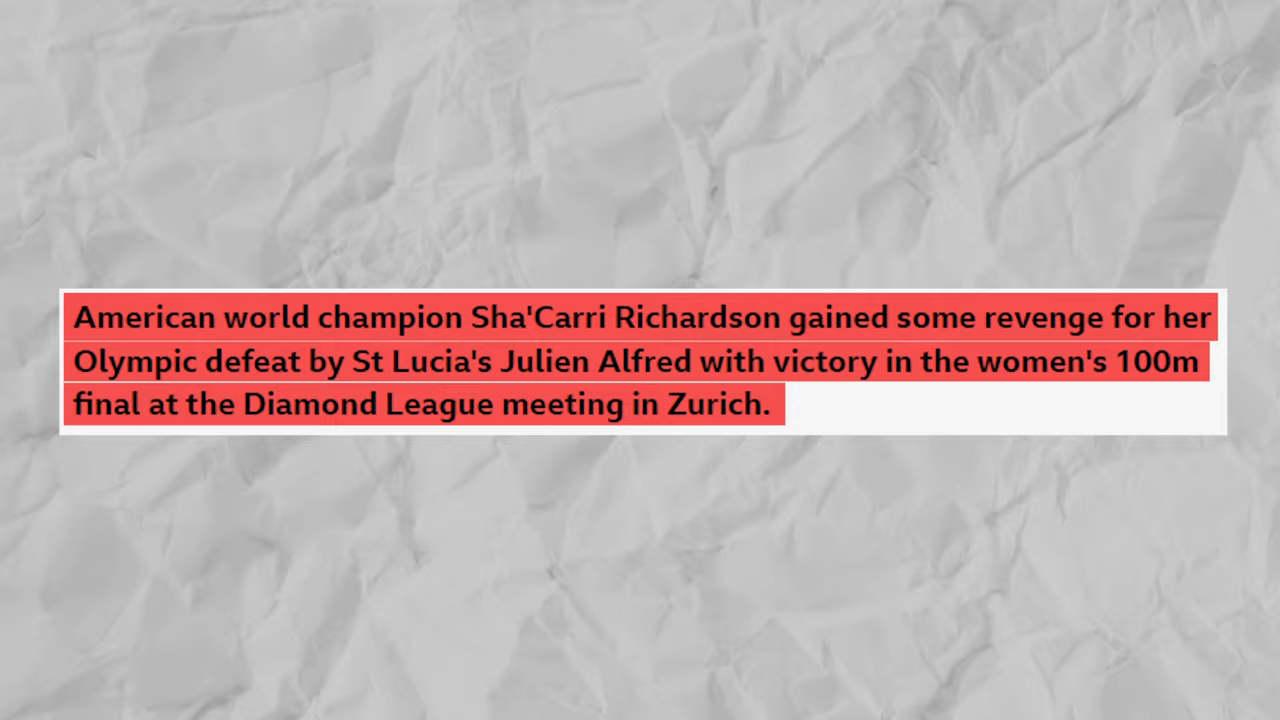 American world champion Sha'Carri Richardson gained some revenge for her
Olympic defeat by St Lucia's Julien Alfred with victory in the women's 100m
final at the Diamond League meeting in Zurich.